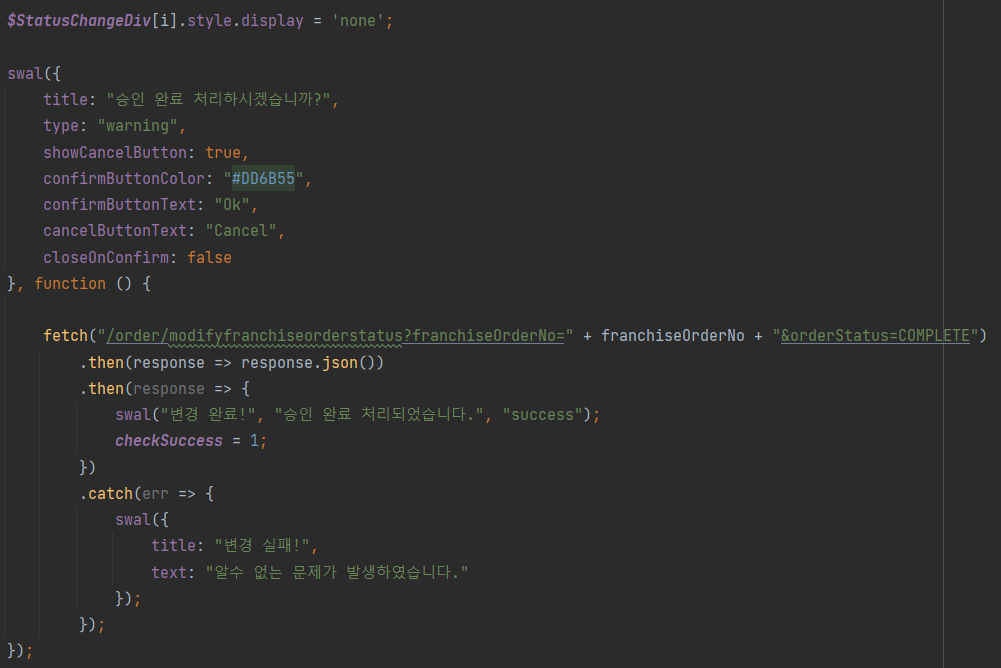 $StatusChangeDiv[i].style.display = 'none';
swal({
title: "승인 완료 처리하시겠습니까?",
type: "warning",
showCancelButton: true,
confirmButtonColor: "#DD6B55",
confirmButtonText: "Ok",
cancelButtonText: "Cancel",
closeOnConfirm: false
}, function () {
fetch("/order/modifyfranchiseorderstatus?franchiseOrderNo=" + franchiseOrderNo + "&orderStatus=COMPLETE")
.then(response => response.json())
.then(response => {
swal("변경 완료!", "승인 완료 처리되었습니다.", "success");
checkSuccess = 1;
})
.catch(err => {
swal({
title: "변경 실패!",
text: "알수 없는 문제가 발생하였습니다."
});
});
});